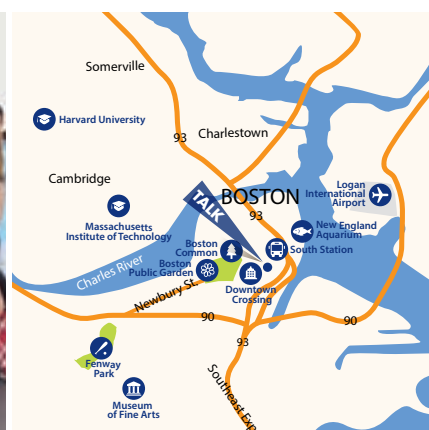 Somerville
Harvard University
93
Charlestown
Cambridge
Logan
International
Airport
TALK
BOSTON
93
Massachusetts
Institute of Technology
New England
Aquarium
Boston
Common
South Station
Boston
Public Garden
Charles River
Downtown
Crossing
Newbury St.
90
90
93
Fenway
Park
Southeast Exp
Museum
of Fine Arts